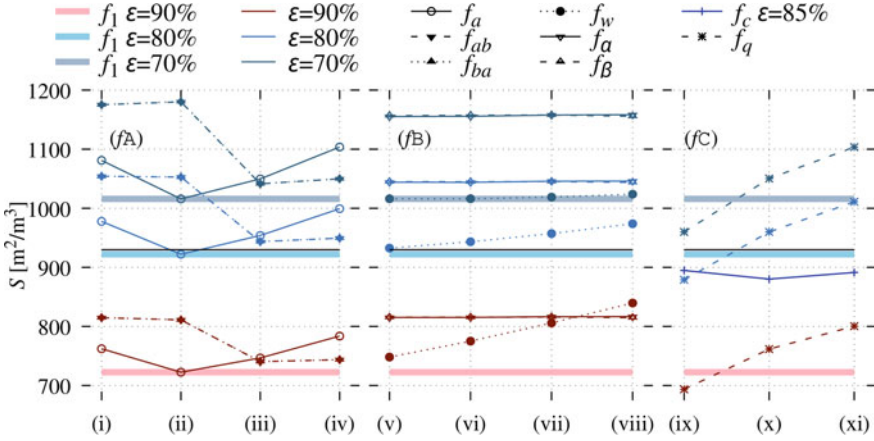 f1 ε=90% ε=90% fa fw fc ε=85%
f1 ε=80% ε=80% fab fα fq
f1 ε=70% ε=70% fba fβ
1200
1100
1000
900
800
700
S [m²/m³]
(fA) (fB) (fC)
(i) (ii) (iii) (iv) (v) (vi) (vii) (viii) (ix) (x) (xi)